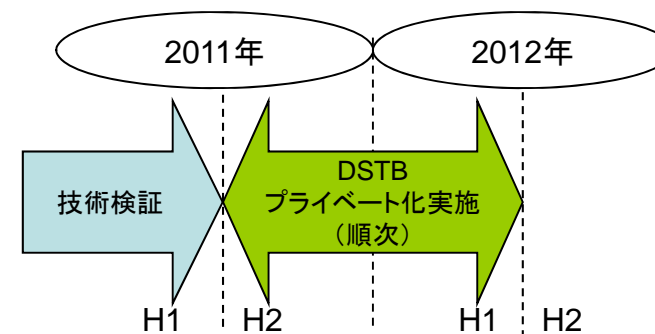 2011年
2012年
技術検証
DSTB
プライベート化実施
（順次）
H1
H2
H1
H2